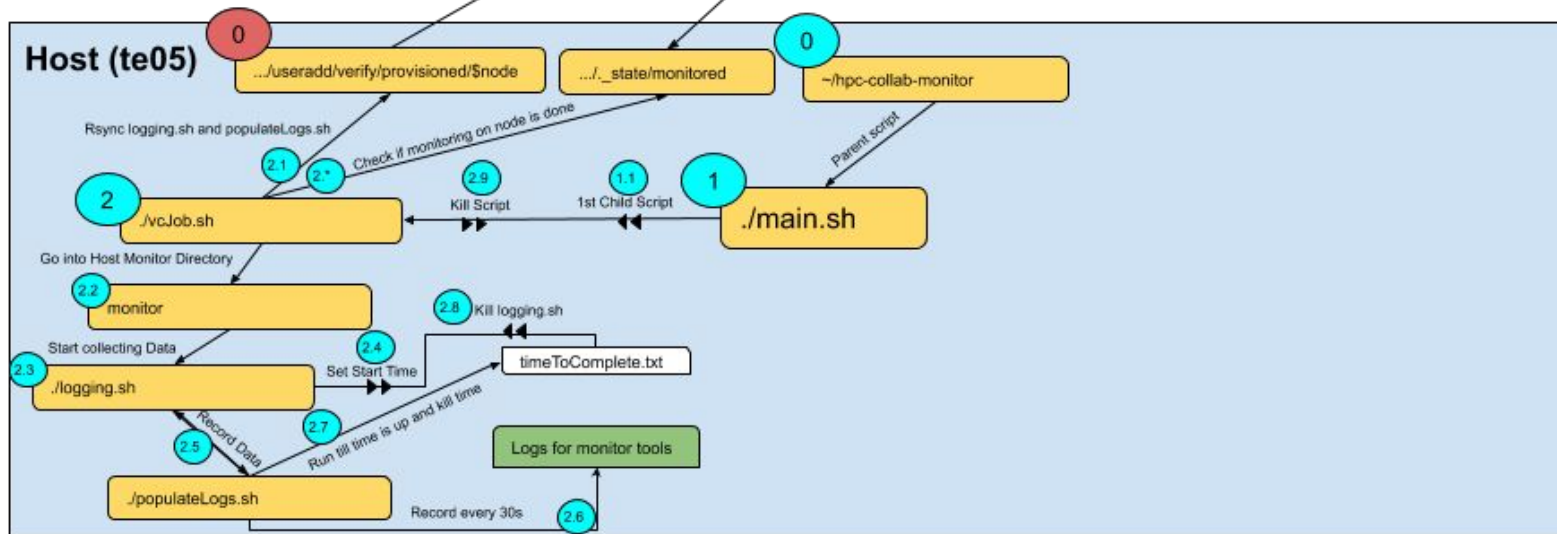 Host (te05)
0
.../useradd/verify/provisioned/$node
.../._state/monitored
0
~/hpc-collab-monitor
Rsync logging.sh and populateLogs.sh
2.1
2.*
Check if monitoring on node is done
Parent script
2
./vcJob.sh
2.9
Kill Script
1.1
1st Child Script
1
./main.sh
Go into Host Monitor Directory
2.2
monitor
Start collecting Data
2.3
./logging.sh
2.4
Set Start Time
2.8
Kill logging.sh
timeToComplete.txt
Record Data
2.5
2.7
Run till time is up and kill time
Logs for monitor tools
./populateLogs.sh
Record every 30s
2.6